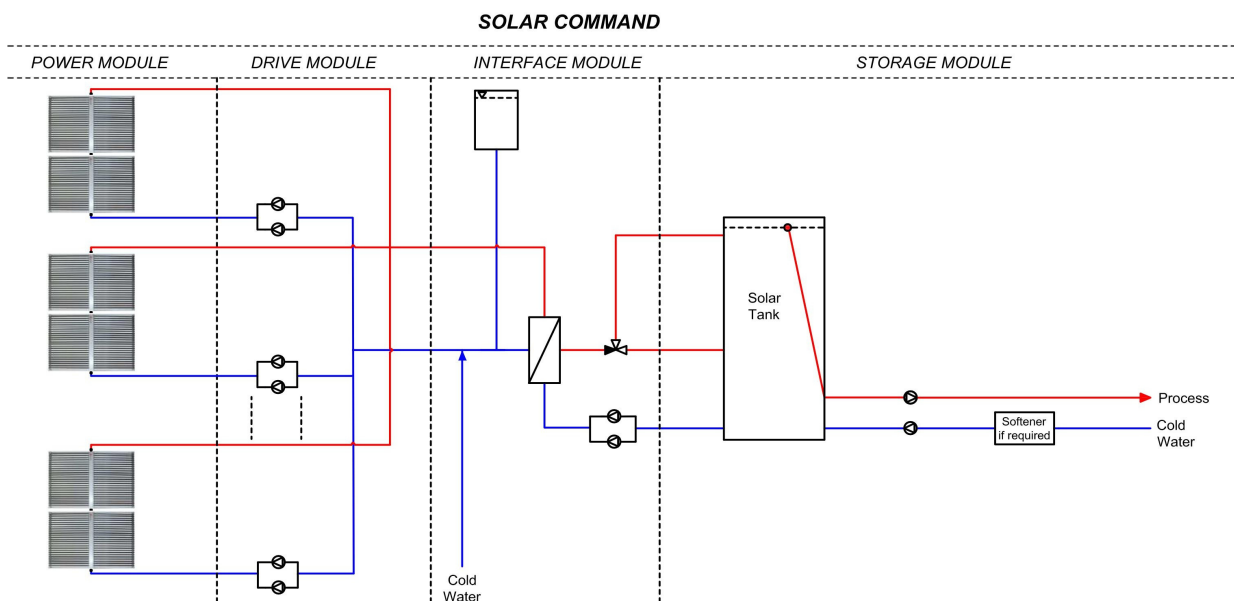 SOLAR COMMAND
POWER MODULE
DRIVE MODULE
INTERFACE MODULE
STORAGE MODULE
Solar
Tank
Process
Softener
if required
Cold
Water
Cold
Water